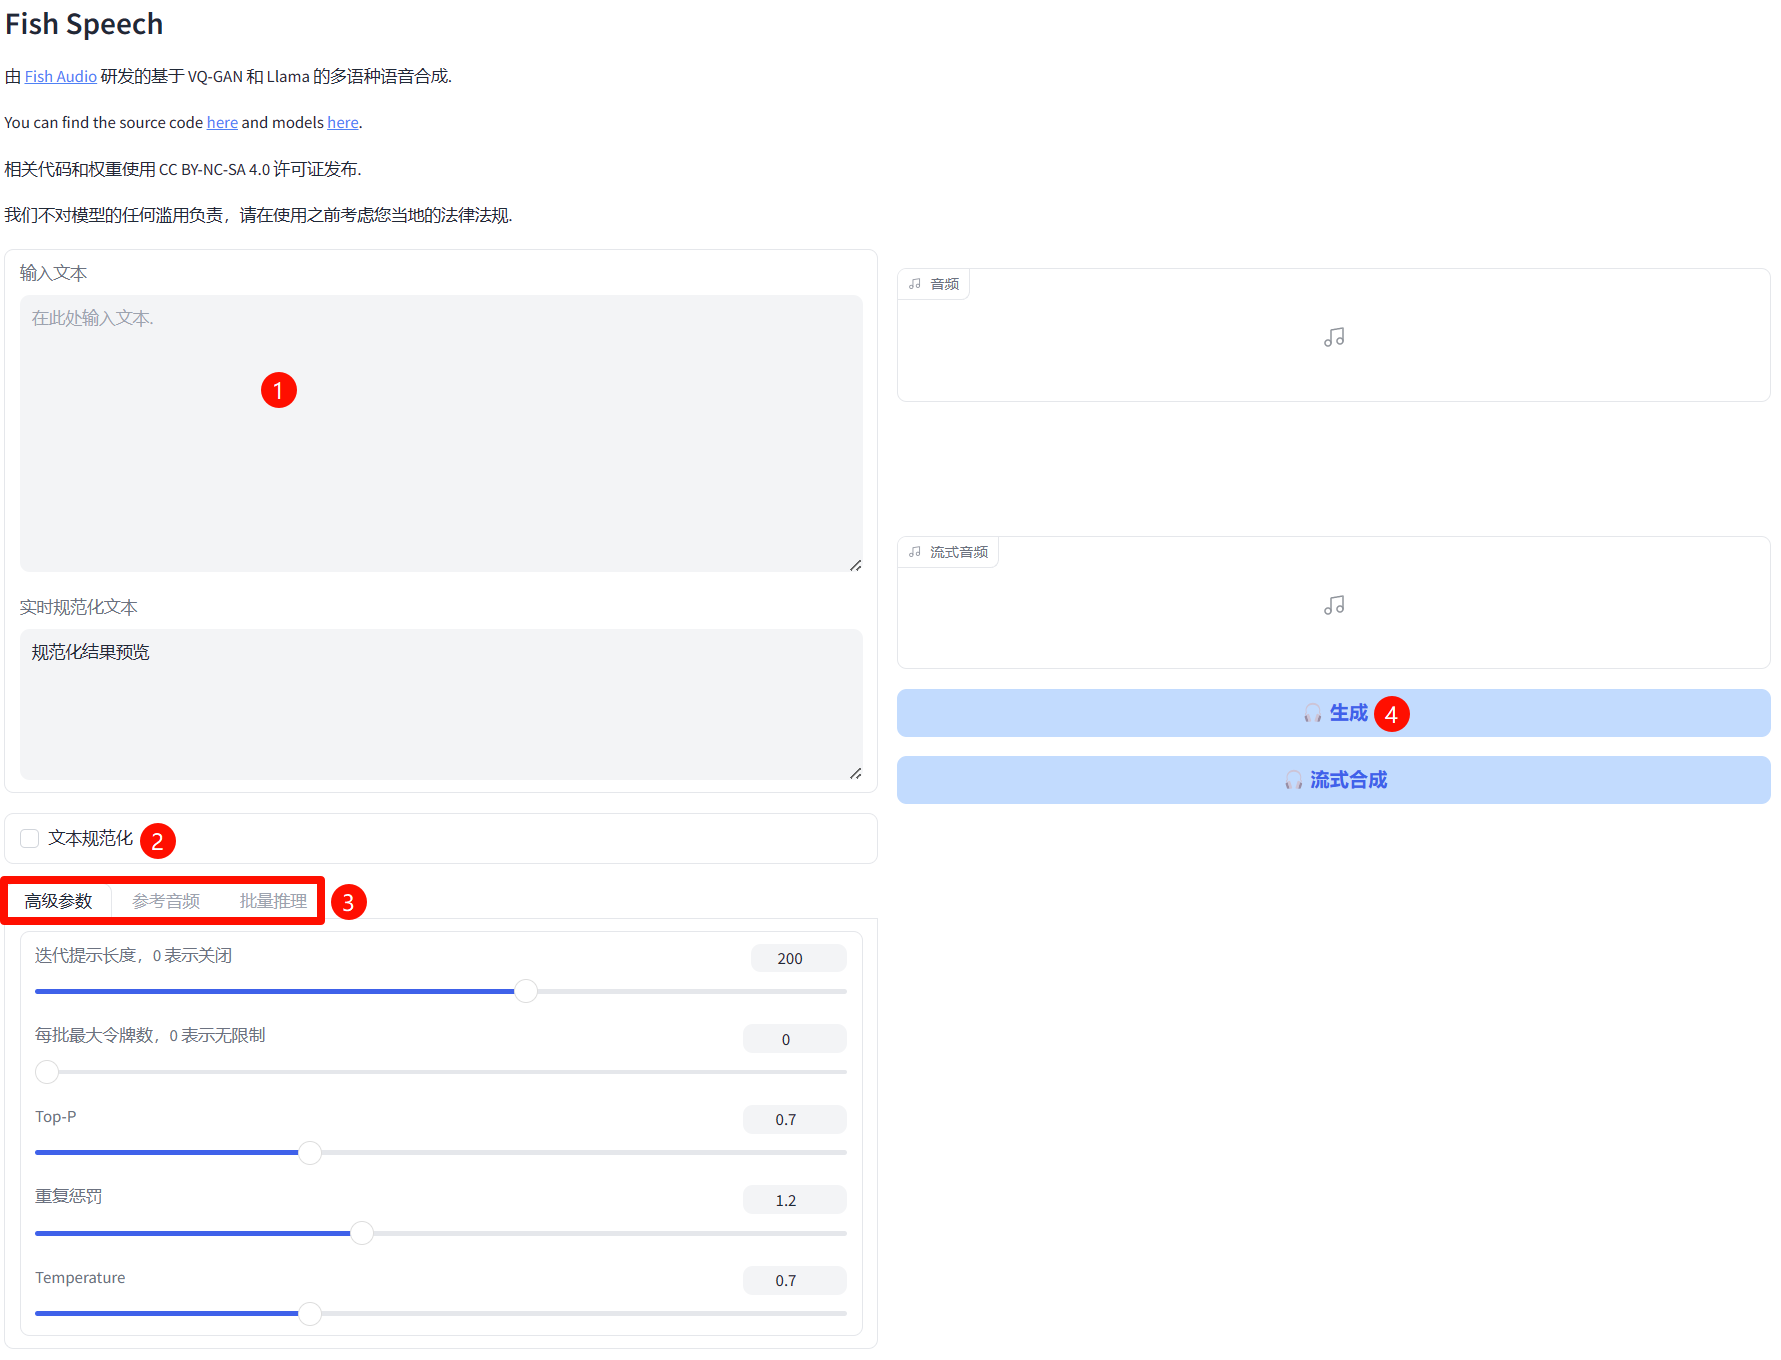 Fish Speech
由 Fish Audio 研发的基于 VQ-GAN 和 Llama 的多语种语音合成.
You can find the source code here and models here.
相关代码和权重使用 CC BY-NC-SA 4.0 许可证发布.
我们不对模型的任何滥用负责，请在使用之前考虑您当地的法律法规.
输入文本
在此处输入文本.
1
实时规范化文本
规范化结果预览
文本规范化 2
高级参数 参考音频 批量推理 3
迭代提示长度，0 表示关闭 200
每批最大令牌数，0 表示无限制 0
Top-P 0.7
重复惩罚 1.2
Temperature 0.7
音频
流式音频
生成 4
流式合成